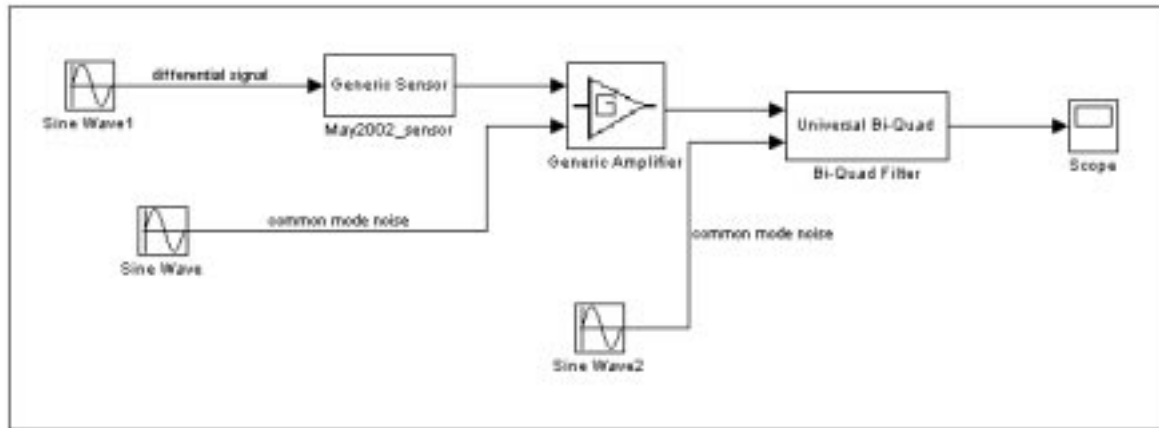 differential signal
Sine Wave1
Generic Sensor
May2002_sensor
G
Generic Amplifier
Universal Bi-Quad
Bi-Quad Filter
Scope
common mode noise
Sine Wave
common mode noise
Sine Wave2